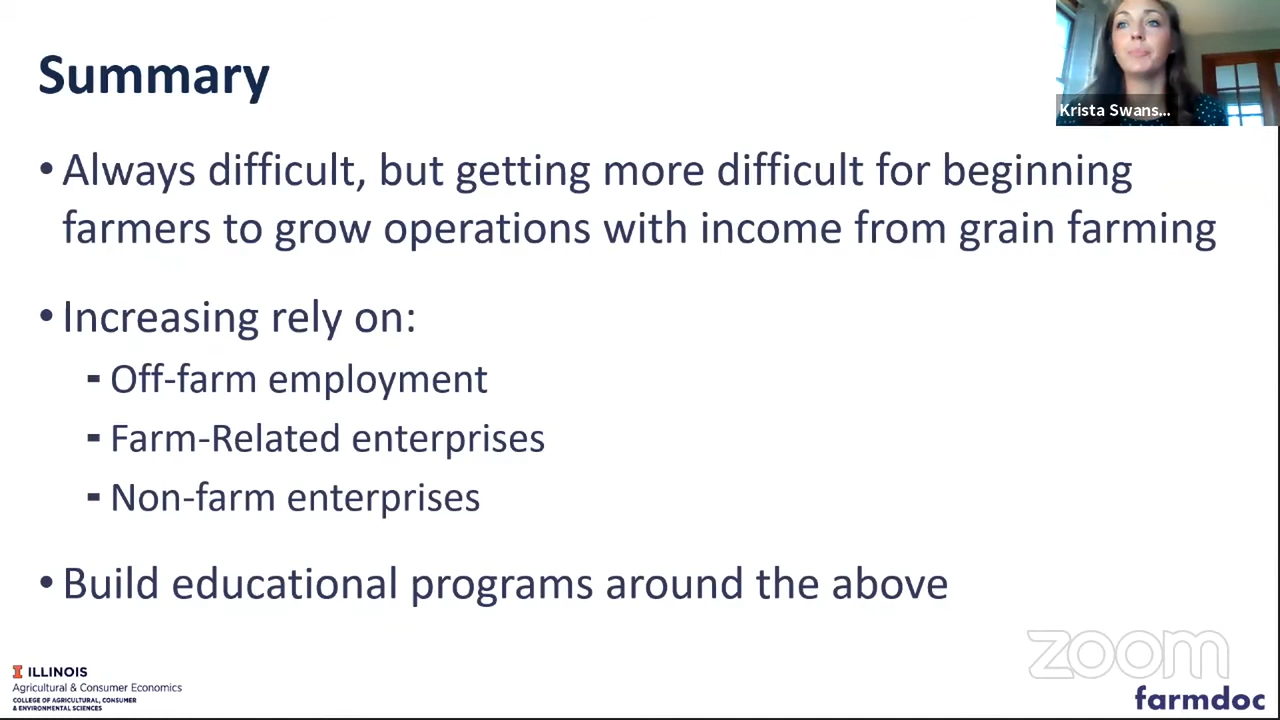 Summary
Krista Swans...
• Always difficult, but getting more difficult for beginning
farmers to grow operations with income from grain farming
• Increasing rely on:
- Off-farm employment
- Farm-Related enterprises
- Non-farm enterprises
• Build educational programs around the above
zoom
I ILLINOIS
Agricultural & Consumer Economics
COLLEGE OF AGRICULTURAL, CONSUMER
& ENVIRONMENTAL SCIENCES
farmdoc